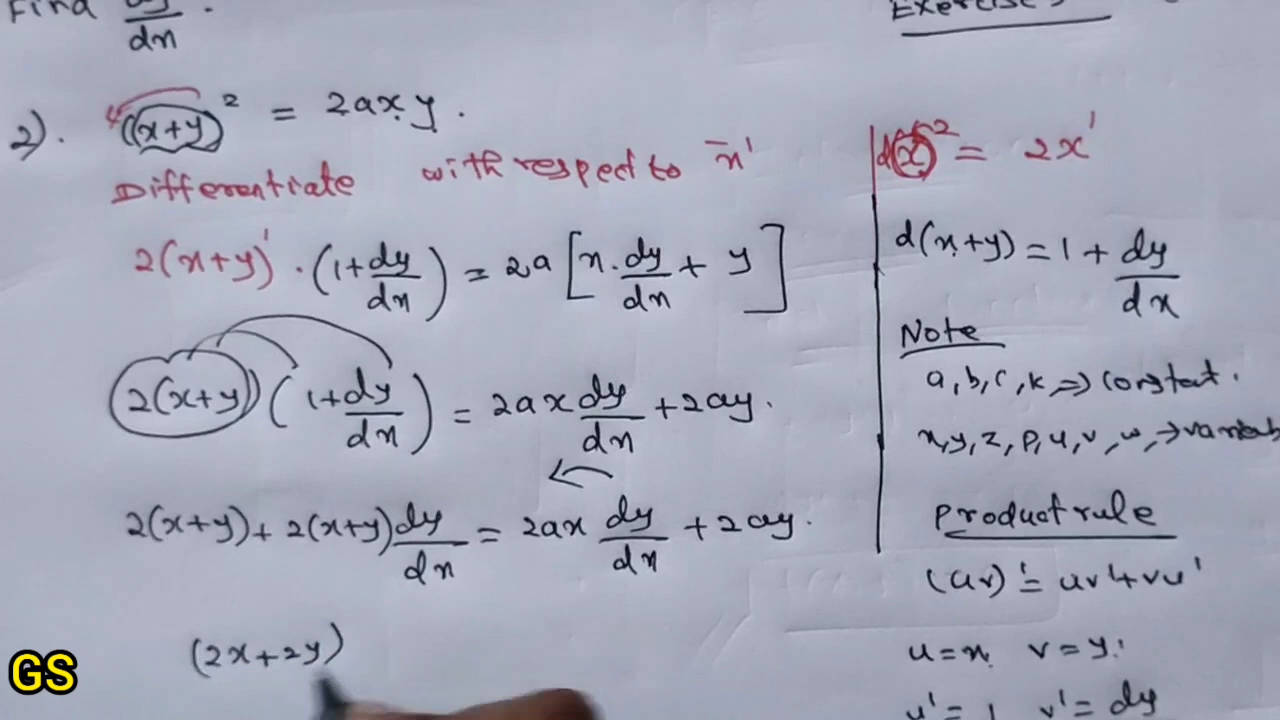 Find dy/dx.
Exercise
2). (x+y)² = 2axy.
Differentiate with respect to 'x'
2(x+y)¹ · (1+dy/dx) = 2a[x·dy/dx + y]
2(x+y)(1+dy/dx) = 2ax dy/dx + 2ay.
2(x+y) + 2(x+y)dy/dx = 2ax dy/dx + 2ay.
(2x+2y)
d(x)² = 2x¹
d(x+y) = 1 + dy/dx
Note
a, b, c, k ⇒ constant.
x, y, z, p, u, v, w, →
product rule
(uv)' = uv' + vu'
u = x, v = y.
u' = 1 v' = dy
GS